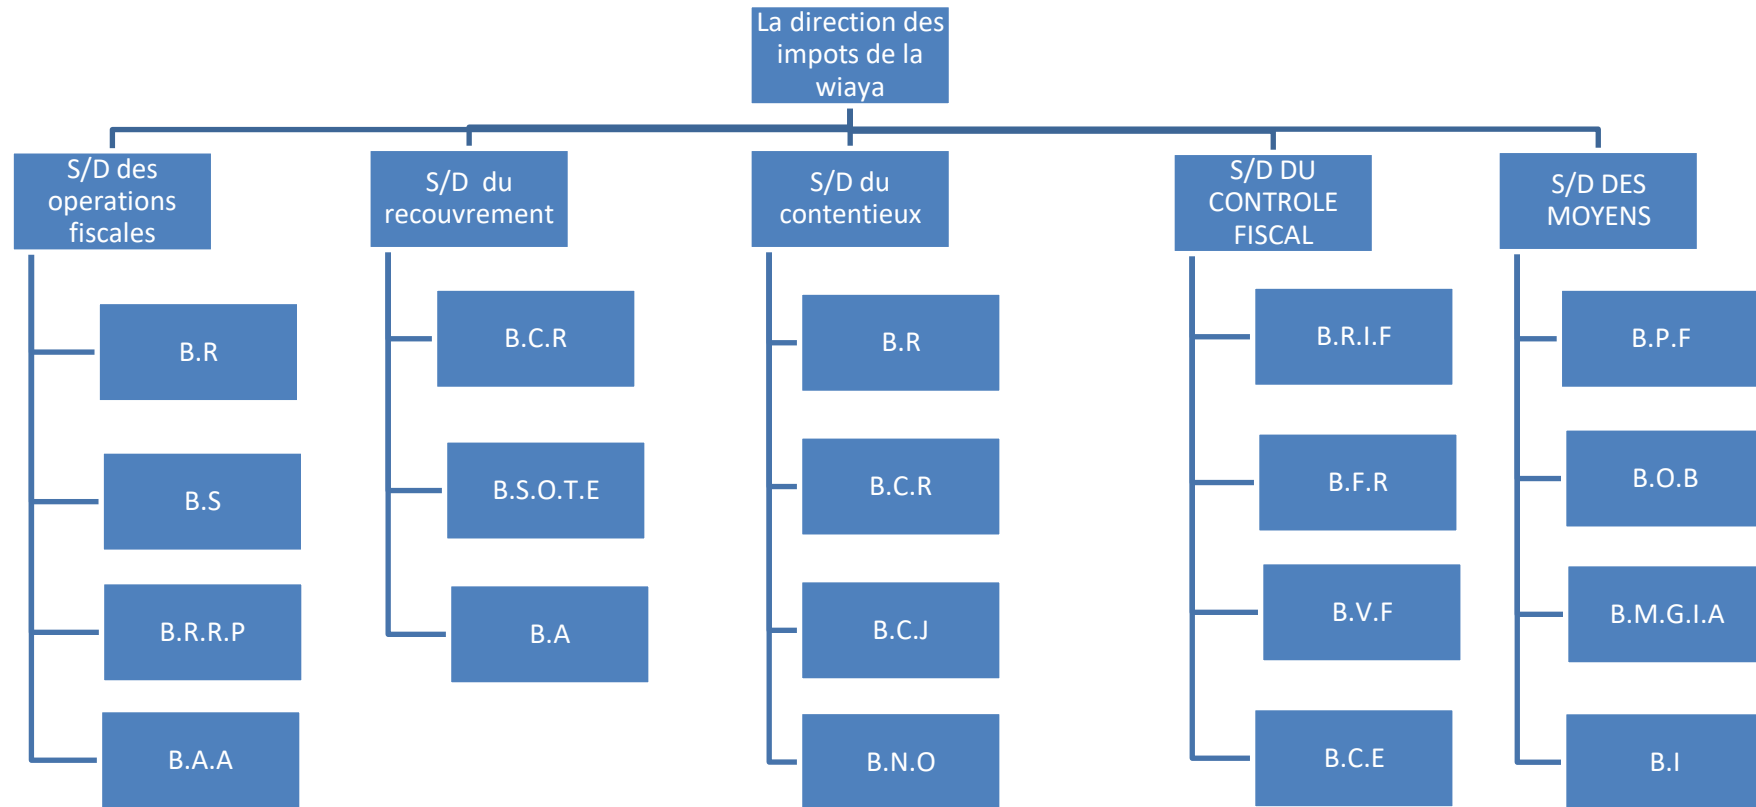 La direction des
impots de la
wiaya
S/D des
operations
fiscales
S/D du
recouvrement
S/D du
contentieux
S/D DU
CONTROLE
FISCAL
S/D DES
MOYENS
B.R
B.S
B.R.R.P
B.A.A
B.C.R
B.S.O.T.E
B.A
B.R
B.C.R
B.C.J
B.N.O
B.R.I.F
B.F.R
B.V.F
B.C.E
B.P.F
B.O.B
B.M.G.I.A
B.I